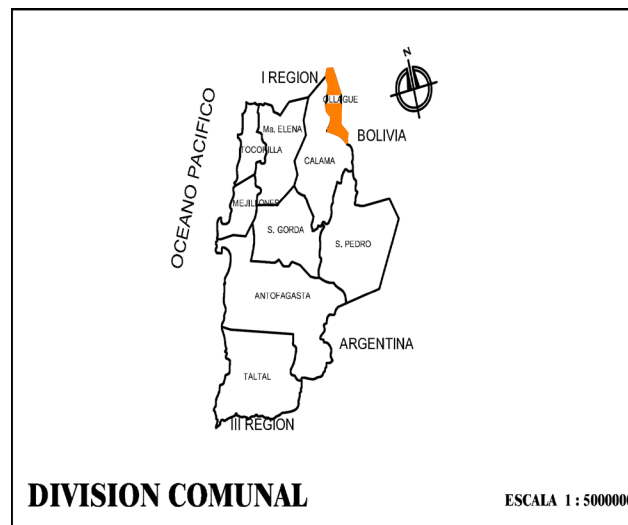 N
I REGION
OLLAGUE
OCEANO PACIFICO
Ma. ELENA
BOLIVIA
TOCOPILLA
CALAMA
MEJILLONES
S. GORDA
S. PEDRO
ANTOFAGASTA
ARGENTINA
TALTAL
III REGION
DIVISION COMUNAL
ESCALA 1 : 5000000